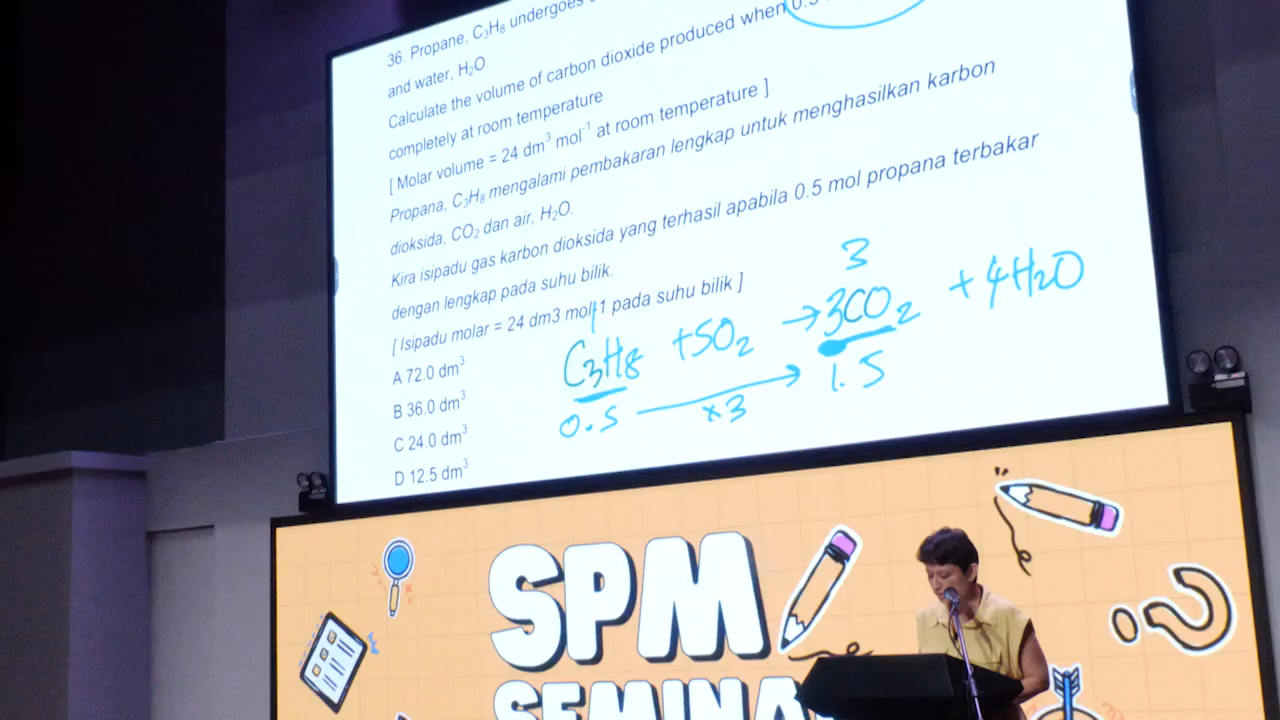 36. Propane, C₃H₈ undergoes
and water, H₂O.
Calculate the volume of carbon dioxide produced when 0.5
completely at room temperature
[ Molar volume = 24 dm³ mol⁻¹ at room temperature ]
Propana, C₃H₈ mengalami pembakaran lengkap untuk menghasilkan karbon
dioksida, CO₂ dan air, H₂O.
Kira isipadu gas karbon dioksida yang terhasil apabila 0.5 mol propana terbakar
dengan lengkap pada suhu bilik.
[ Isipadu molar = 24 dm3 mol-1 pada suhu bilik ]
1 3
C₃H₈ + 5O₂ → 3CO₂ + 4H₂O
0.5 ×3 1.5
A 72.0 dm³
B 36.0 dm³
C 24.0 dm³
D 12.5 dm³
SPM
SEMINA